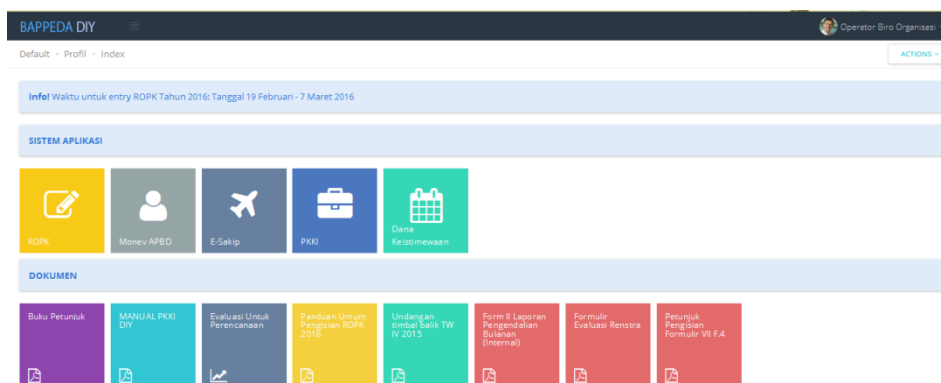 BAPPEDA DIY
Operator Biro Organisasi
Default - Profil - Index
ACTIONS
Info! Waktu untuk entry ROPK Tahun 2016: Tanggal 19 Februari - 7 Maret 2016
SISTEM APLIKASI
ROPK
Monev APBD
E-Sakip
PKKI
Dana
Keistimewaan
DOKUMEN
Buku Petunjuk
MANUAL PKKI
DIY
Evaluasi Untuk
Perencanaan
Panduan Umum
Pengisian ROPK
2016
Undangan
timbal balik TW
IV 2015
Form II Laporan
Pengendalian
Bulanan
(Internal)
Formulir
Evaluasi Renstra
Petunjuk
Pengisian
Formulir VII F.4